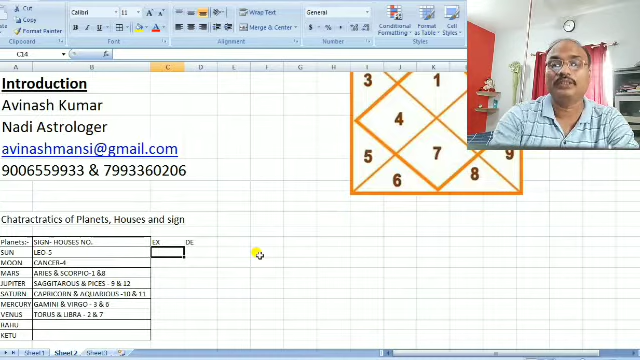 Cut
Copy
Format Painter
Clipboard
Font
Wrap Text
Merge & Center
Alignment
General
Number
Conditional Formatting
Format as Table
Cell Styles
Styles
C14
A B C D E F G H I J K
Introduction
Avinash Kumar
Nadi Astrologer
avinashmansi@gmail.com
9006559933 & 7993360206
3 1
4
5 7 9
6 8
Chatractratics of Planets, Houses and sign
Planets:- SIGN- HOUSES NO. EX DE
SUN LEO-5
MOON CANCER-4
MARS ARIES & SCORPIO-1 &8
JUPITER SAGGITAROUS & PICES - 9 & 12
SATURN CAPRICORN & AQUARIOUS -10 & 11
MERCURY GAMINI & VIRGO - 3 & 6
VENUS TORUS & LIBRA - 2 & 7
RAHU
KETU
Sheet1 Sheet2 Sheet3